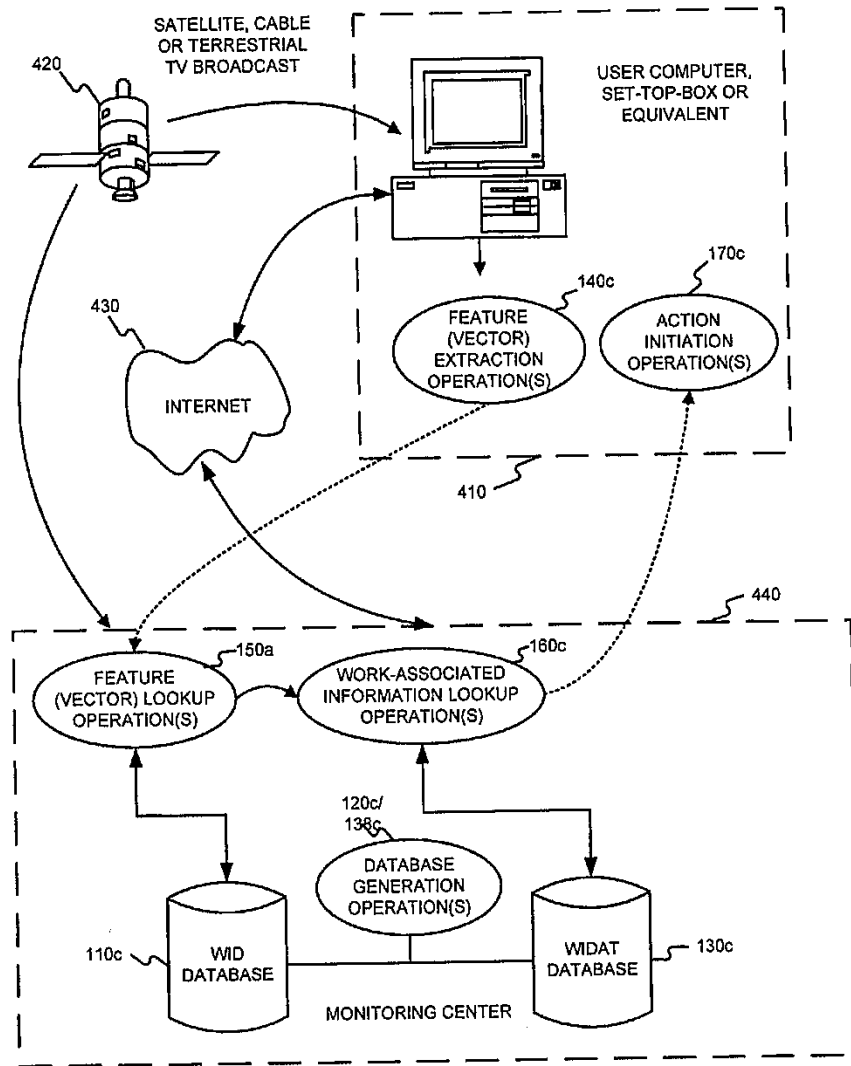 SATELLITE, CABLE
OR TERRESTRIAL
TV BROADCAST
420
USER COMPUTER,
SET-TOP-BOX OR
EQUIVALENT
170c
140c
430
FEATURE
(VECTOR)
EXTRACTION
OPERATION(S)
ACTION
INITIATION
OPERATION(S)
INTERNET
410
440
150a
160c
FEATURE
(VECTOR) LOOKUP
OPERATION(S)
WORK-ASSOCIATED
INFORMATION LOOKUP
OPERATION(S)
120c/
138c
DATABASE
GENERATION
OPERATION(S)
110c
WID
DATABASE
WIDAT
DATABASE
130c
MONITORING CENTER